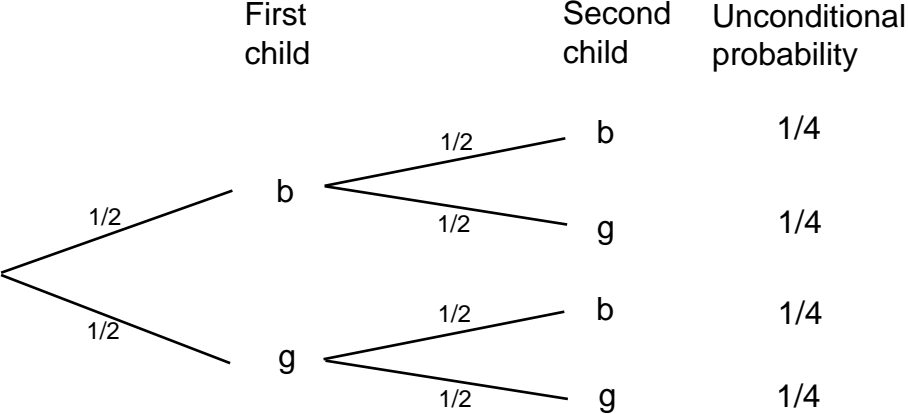 First child
Second child
Unconditional probability
1/2
b
1/2
b
1/4
1/2
g
1/4
1/2
g
1/2
b
1/4
1/2
g
1/4